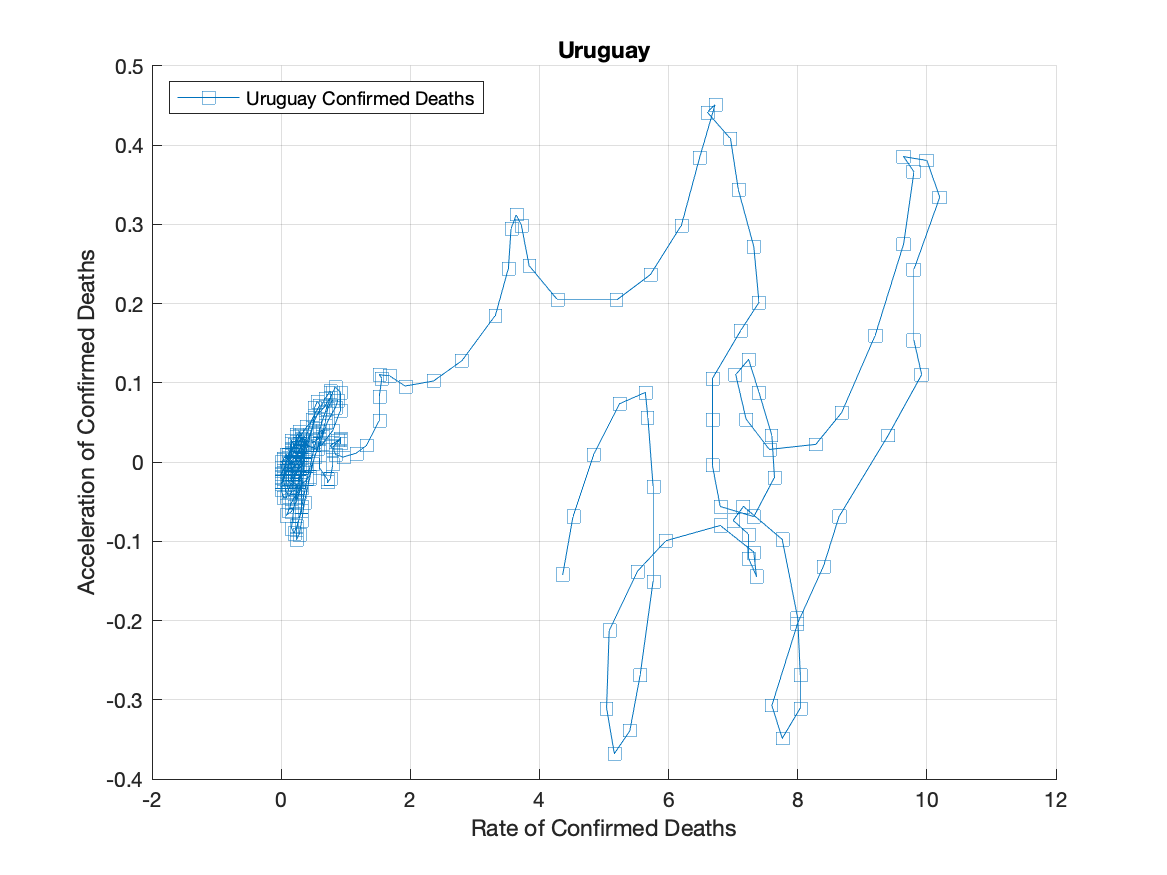 Uruguay
Uruguay Confirmed Deaths
0.5
0.4
0.3
0.2
0.1
0
-0.1
-0.2
-0.3
-0.4
Acceleration of Confirmed Deaths
-2 0 2 4 6 8 10 12
Rate of Confirmed Deaths